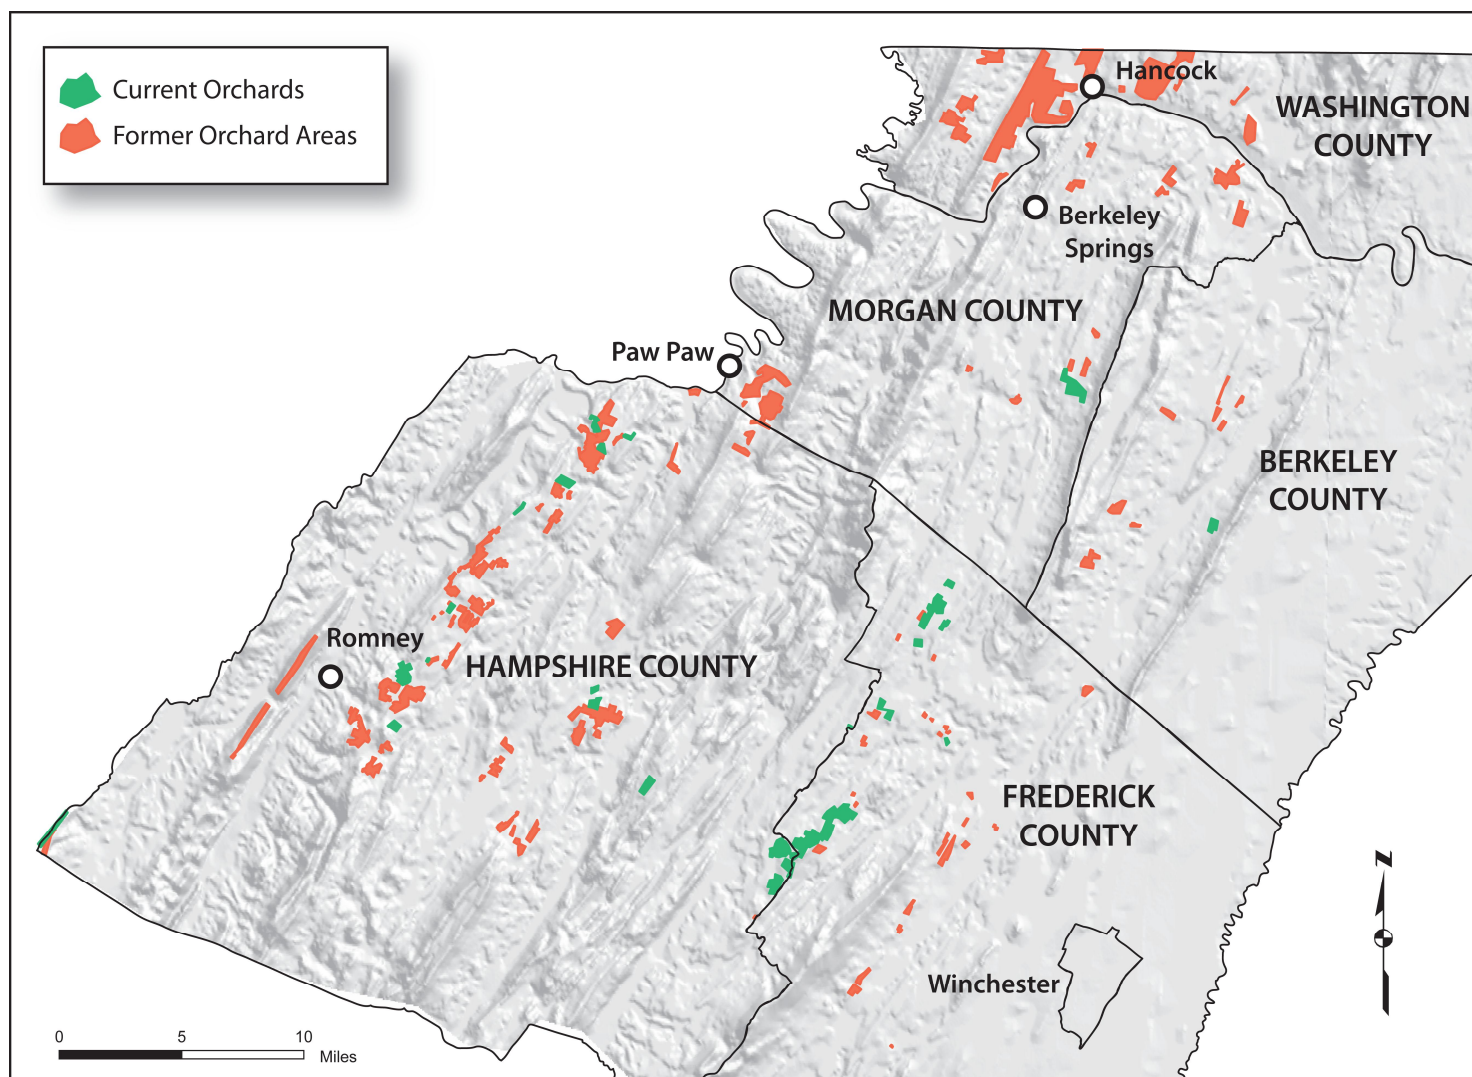 Current Orchards
Former Orchard Areas
Hancock
WASHINGTON
COUNTY
Berkeley
Springs
MORGAN COUNTY
Paw Paw
BERKELEY
COUNTY
Romney
HAMPSHIRE COUNTY
FREDERICK
COUNTY
Winchester
N
0 5 10
Miles